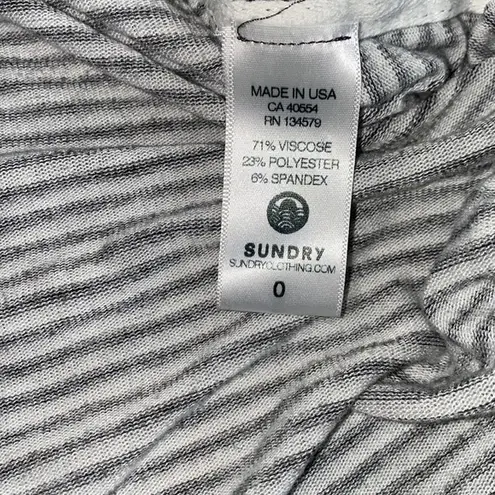 MADE IN USA
CA 40554
RN 134579
71% VISCOSE
23% POLYESTER
6% SPANDEX
SUNDRY
SUNDRYCLOTHING.COM
0